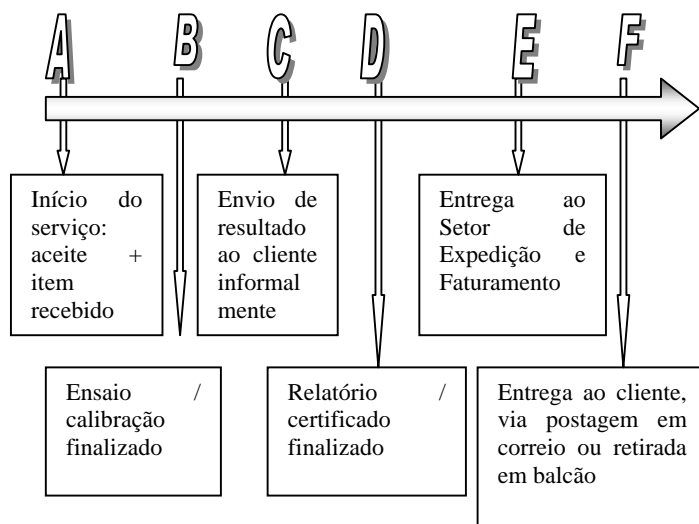 A B C D E F
Início do
serviço:
aceite +
item
recebido
Envio de
resultado
ao cliente
informal
mente
Entrega ao
Setor de
Expedição e
Faturamento
Ensaio /
calibração
finalizado
Relatório /
certificado
finalizado
Entrega ao cliente,
via postagem em
correio ou retirada
em balcão